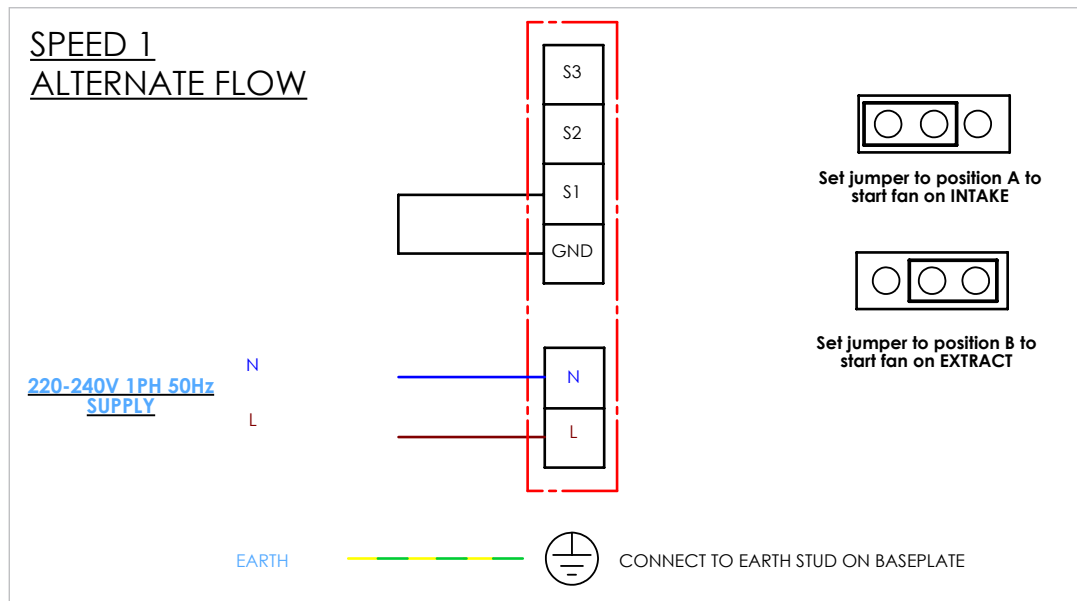 SPEED 1
ALTERNATE FLOW
S3
S2
S1
GND
N
L
220-240V 1PH 50Hz
SUPPLY
N
L
EARTH
CONNECT TO EARTH STUD ON BASEPLATE
Set jumper to position A to
start fan on INTAKE
Set jumper to position B to
start fan on EXTRACT